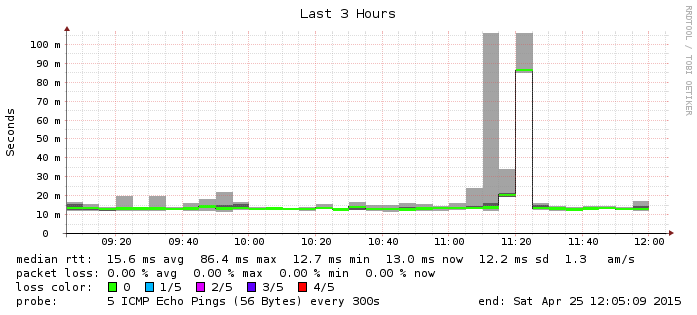 Last 3 Hours
RRDTOOL / TOBI OETIKER
Seconds
100 m
90 m
80 m
70 m
60 m
50 m
40 m
30 m
20 m
10 m
0
09:20 09:40 10:00 10:20 10:40 11:00 11:20 11:40 12:00
median rtt: 15.6 ms avg 86.4 ms max 12.7 ms min 13.0 ms now 12.2 ms sd 1.3 am/s
packet loss: 0.00 % avg 0.00 % max 0.00 % min 0.00 % now
loss color: 0 1/5 2/5 3/5 4/5
probe: 5 ICMP Echo Pings (56 Bytes) every 300s end: Sat Apr 25 12:05:09 2015